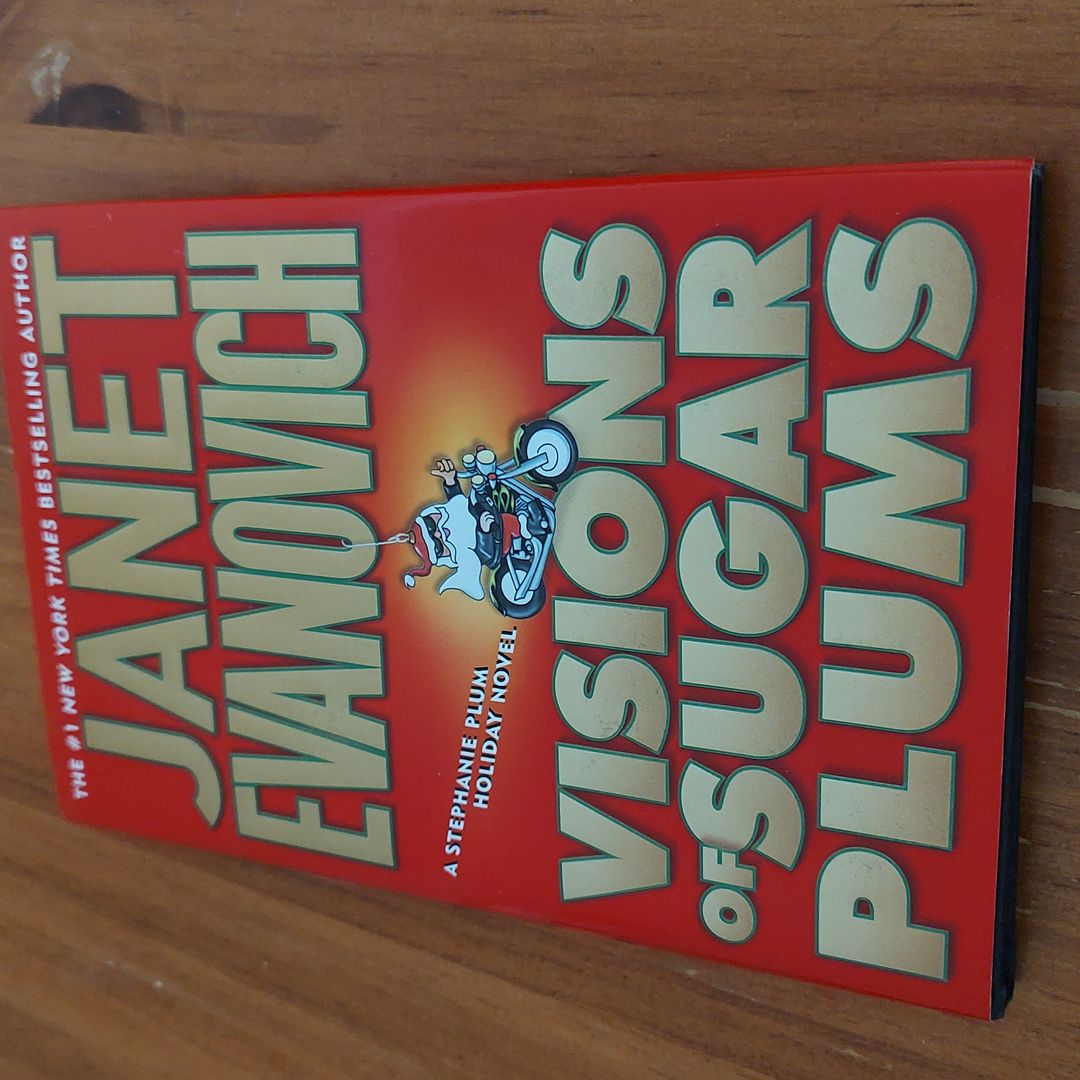 THE #1 NEW YORK TIMES BESTSELLING AUTHOR
JANET
EVANOVICH
A STEPHANIE PLUM
HOLIDAY NOVEL
VISIONS
OF SUGAR
PLUMS